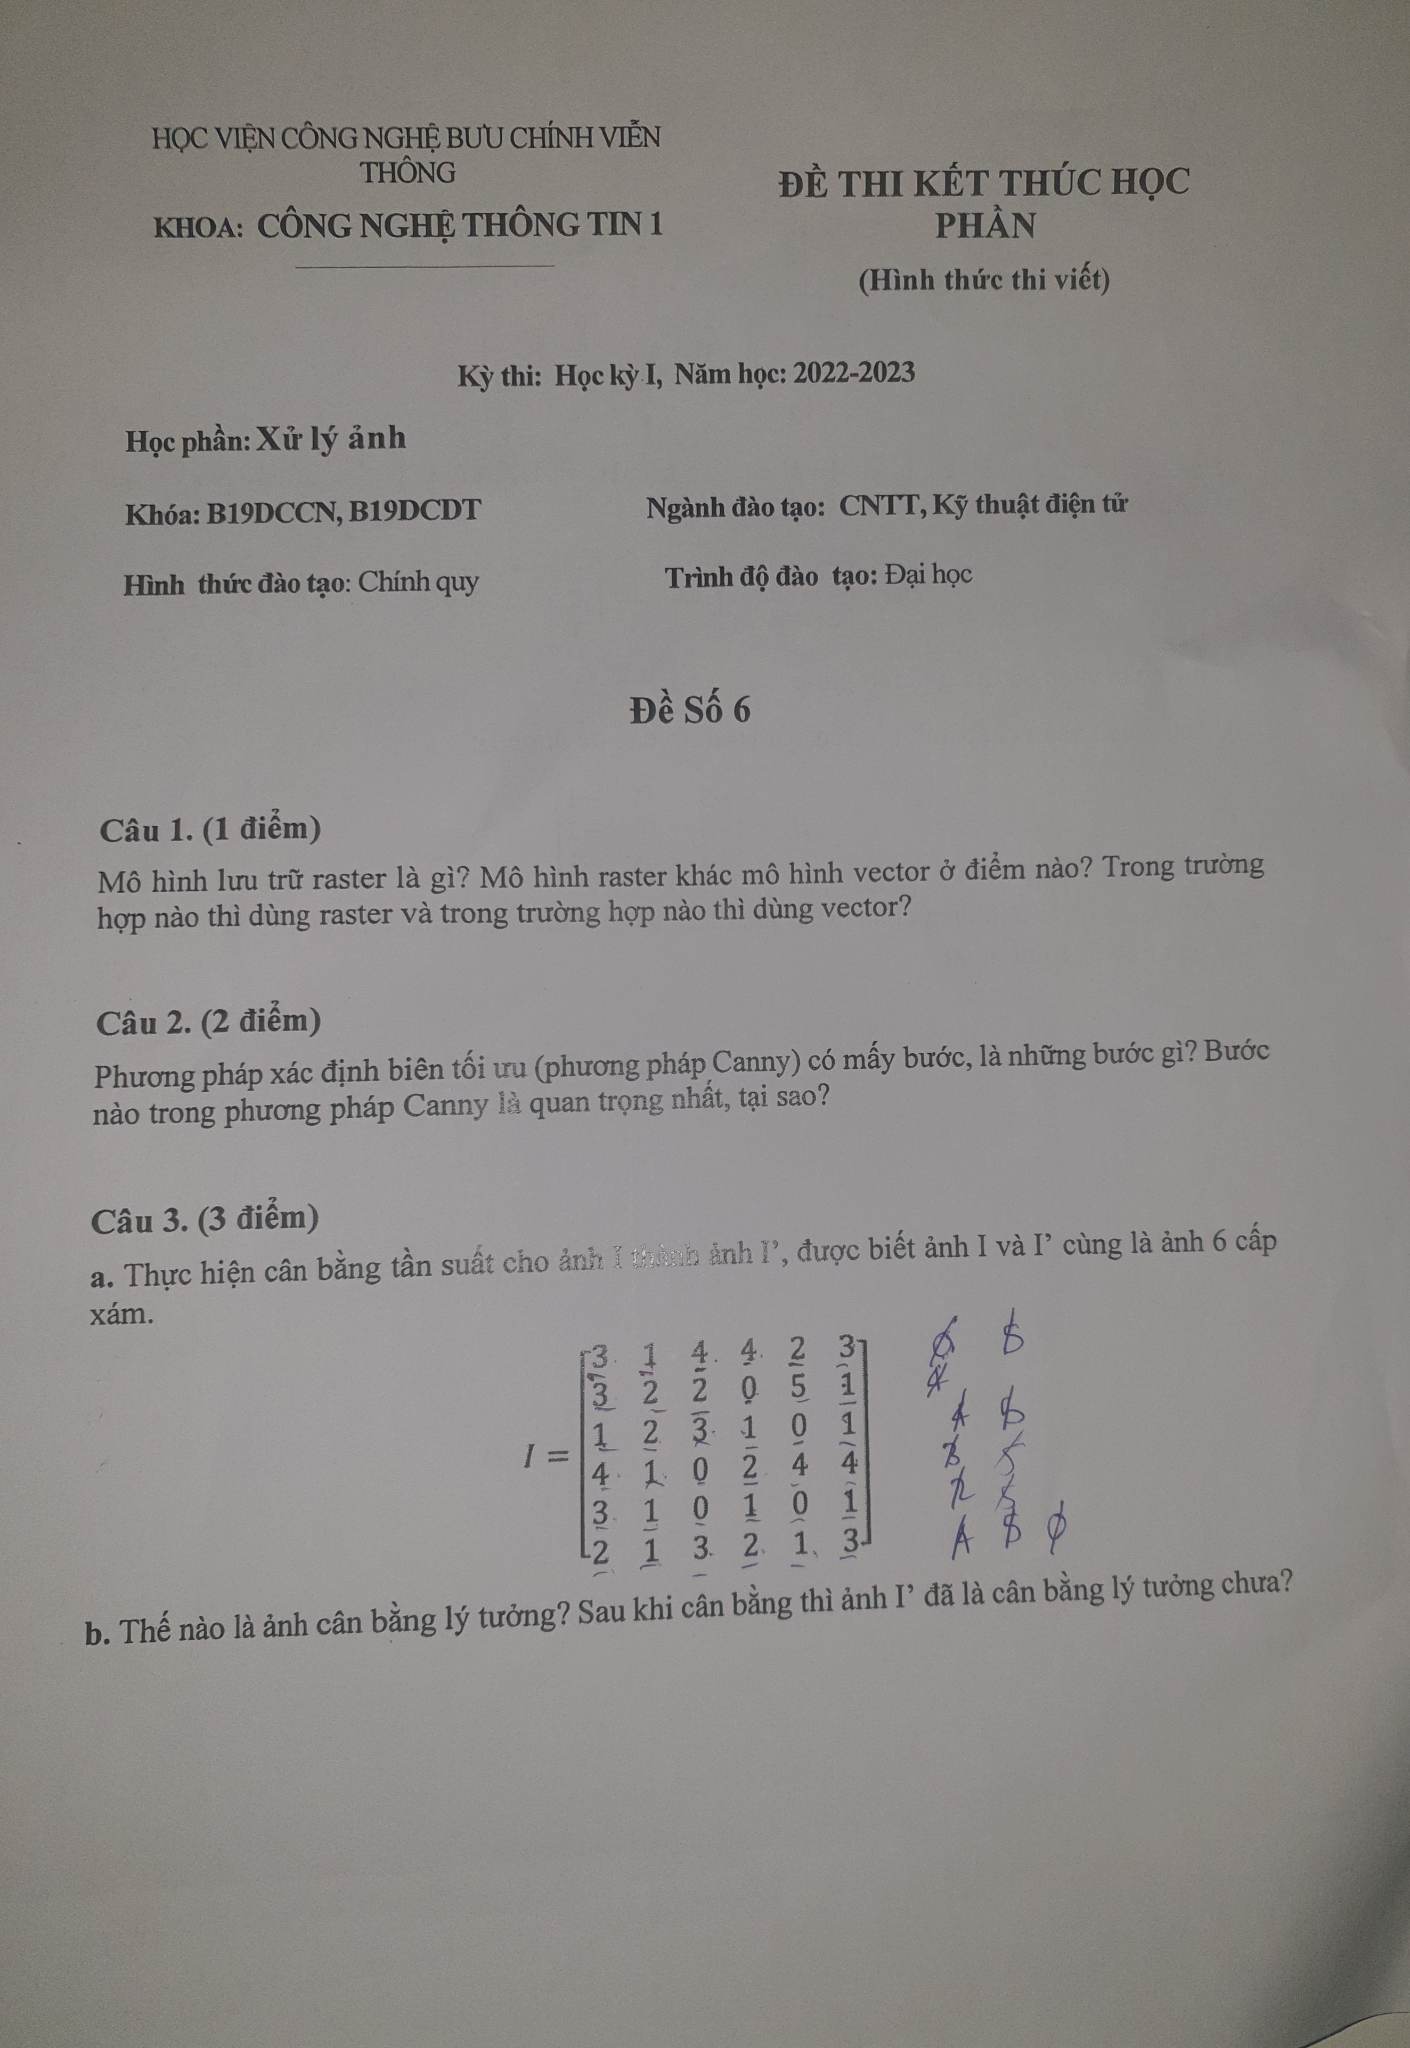 HỌC VIỆN CÔNG NGHỆ BƯU CHÍNH VIỄN
THÔNG
KHOA: CÔNG NGHỆ THÔNG TIN 1
ĐỀ THI KẾT THÚC HỌC
PHẦN
(Hình thức thi viết)
Kỳ thi: Học kỳ I, Năm học: 2022-2023
Học phần: Xử lý ảnh
Khóa: B19DCCN, B19DCDT
Ngành đào tạo: CNTT, Kỹ thuật điện tử
Hình thức đào tạo: Chính quy
Trình độ đào tạo: Đại học
Đề Số 6
Câu 1. (1 điểm)
Mô hình lưu trữ raster là gì? Mô hình raster khác mô hình vector ở điểm nào? Trong trường
hợp nào thì dùng raster và trong trường hợp nào thì dùng vector?
Câu 2. (2 điểm)
Phương pháp xác định biên tối ưu (phương pháp Canny) có mấy bước, là những bước gì? Bước
nào trong phương pháp Canny là quan trọng nhất, tại sao?
Câu 3. (3 điểm)
a. Thực hiện cân bằng tần suất cho ảnh I thành ảnh I’, được biết ảnh I và I’ cùng là ảnh 6 cấp
xám.
3 1 4 4 2 3
3 2 2 0 5 1
I = 1 2 3 1 0 1
4 1 0 2 4 4
3 1 0 1 0 1
2 1 3 2 1 3
b. Thế nào là ảnh cân bằng lý tưởng? Sau khi cân bằng thì ảnh I’ đã là cân bằng lý tưởng chưa?